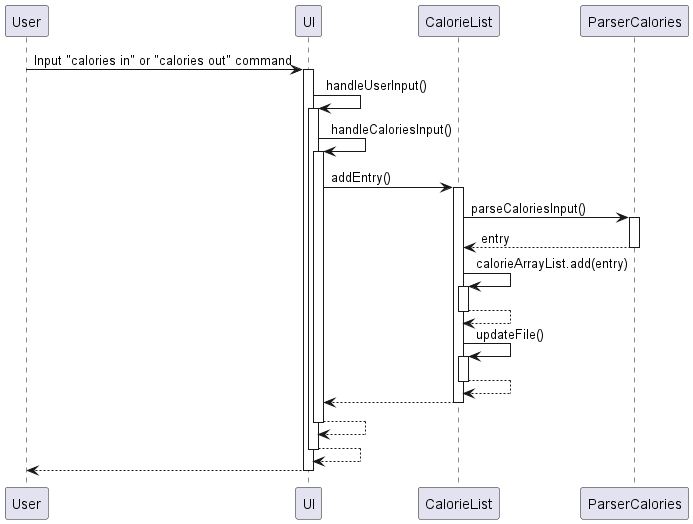 User
UI
CalorieList
ParserCalories
Input "calories in" or "calories out" command
handleUserInput()
handleCaloriesInput()
addEntry()
parseCaloriesInput()
entry
calorieArrayList.add(entry)
updateFile()
User
UI
CalorieList
ParserCalories